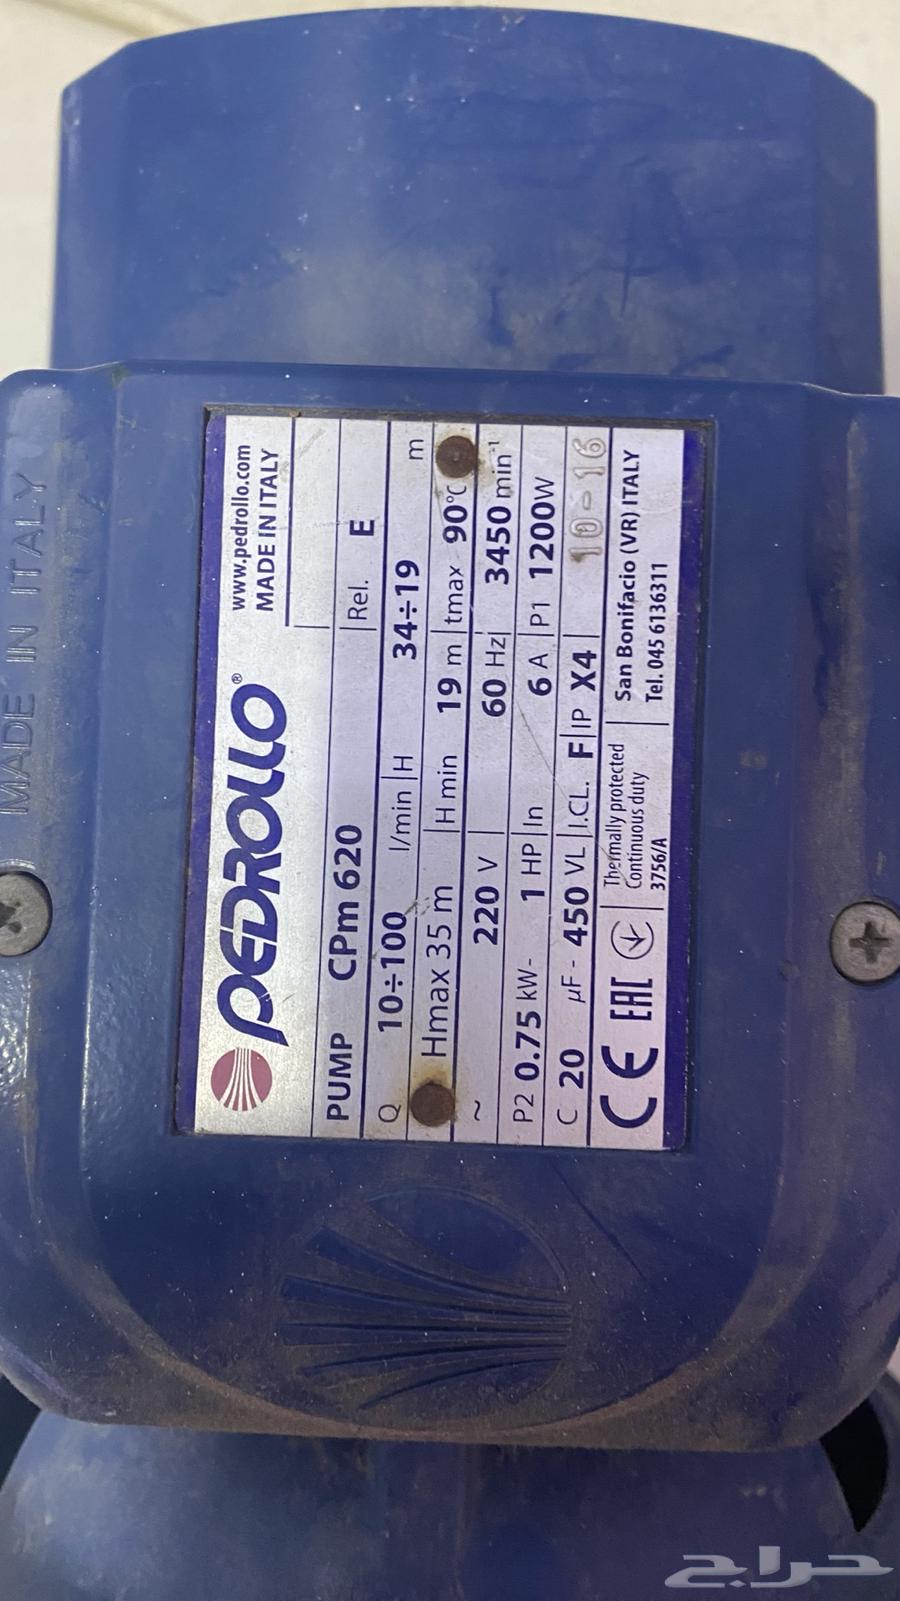 MADE IN ITALY
PEDROLLO®
www.pedrollo.com
MADE IN ITALY
PUMP CPm 620 Rel. E
Q 10÷100 l/min H 34÷19 m
Hmax 35 m H min 19 m tmax 90°C
~ 220 V 60 Hz 3450 min-1
P2 0.75 kW- 1 HP In 6 A P1 1200W
C 20 µF - 450 VL I.CL. F IP X4 10-16
CE EAC Thermally protected
Continuous duty
3756/A
San Bonifacio (VR) ITALY
Tel. 045 6136311
حراج